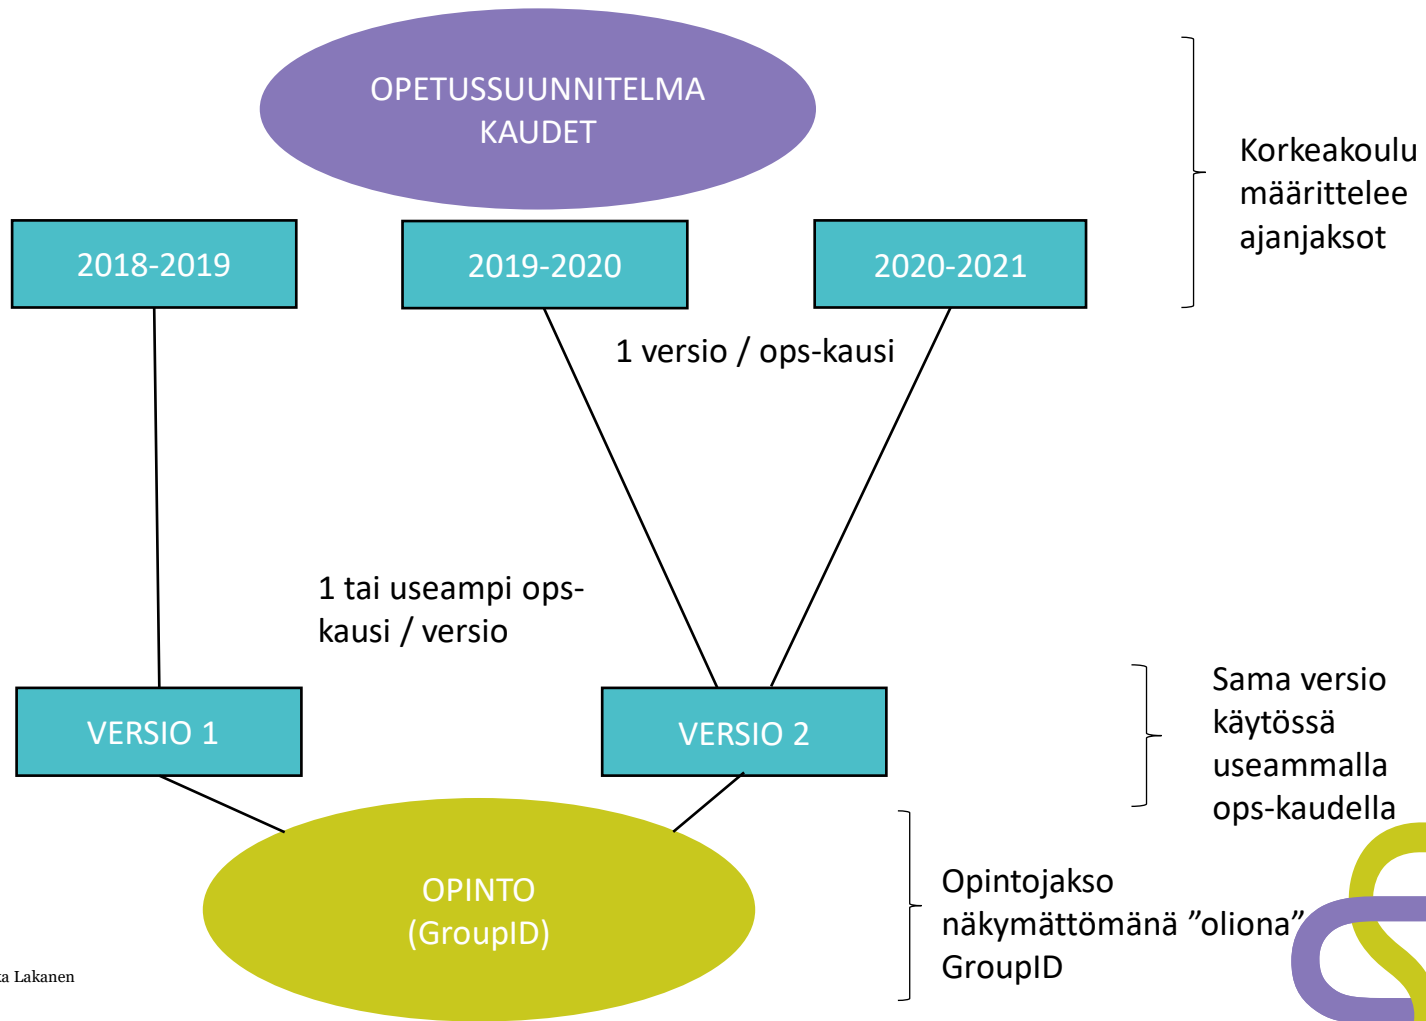 OPETUSSUUNNITELMA
KAUDET
Korkeakoulu
määrittelee
ajanjaksot
2018-2019
2019-2020
2020-2021
1 versio / ops-kausi
1 tai useampi ops-
kausi / versio
VERSIO 1
VERSIO 2
Sama versio
käytössä
useammalla
ops-kaudella
OPINTO
(GroupID)
Opintojakso
näkymättömänä ”oliona”
GroupID
Lakanen